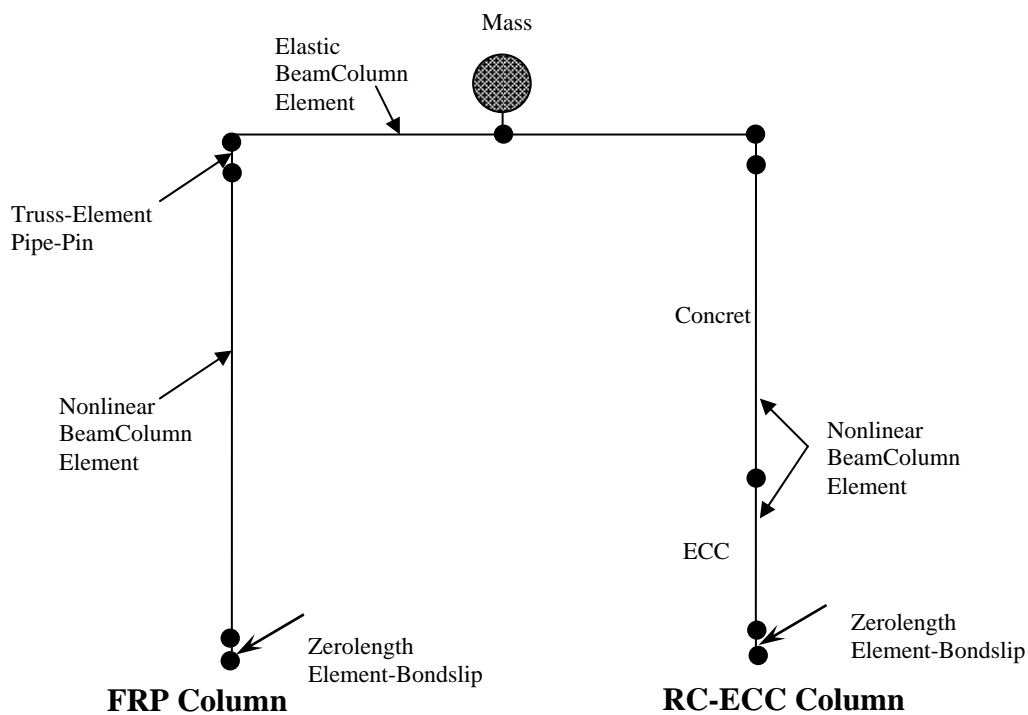 Mass
Elastic
BeamColumn
Element
Truss-Element
Pipe-Pin
Concret
Nonlinear
BeamColumn
Element
Nonlinear
BeamColumn
Element
ECC
Zerolength
Element-Bondslip
Zerolength
Element-Bondslip
FRP Column
RC-ECC Column